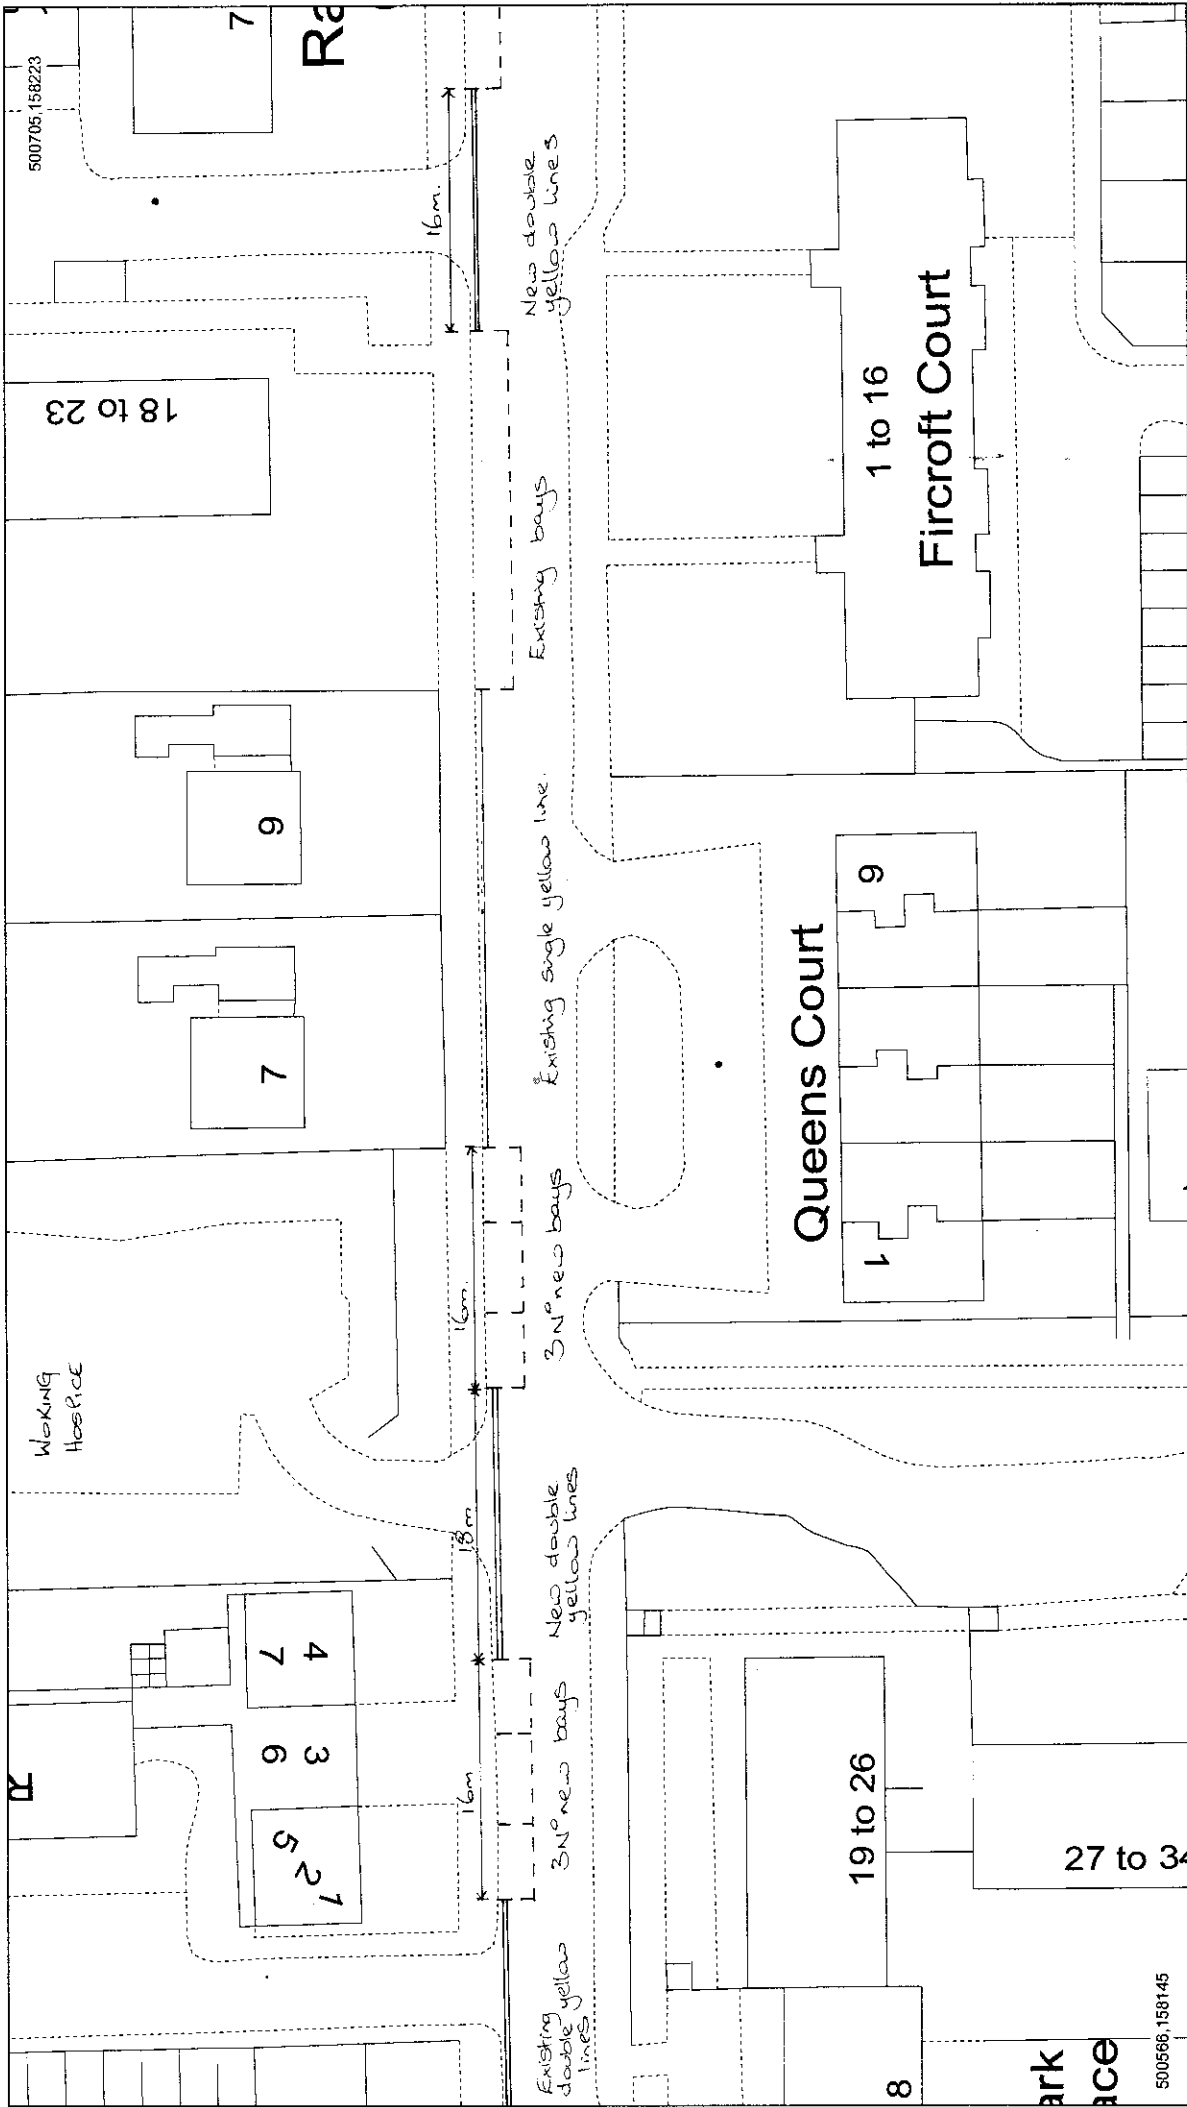 500705,158223
7
Ra
16m.
New double
yellow lines
18 to 23
1 to 16
Fircroft Court
Existing bays
6
Existing single yellow line.
9
Queens Court
7
1
16m.
3Nº new bays
WOKING
HOSPICE
18m
New double
yellow lines
4
7
3
6
5
2
1
16m
3Nº new bays
19 to 26
27 to 34
Existing
double yellow
lines
8
ark
ace
500566,158145